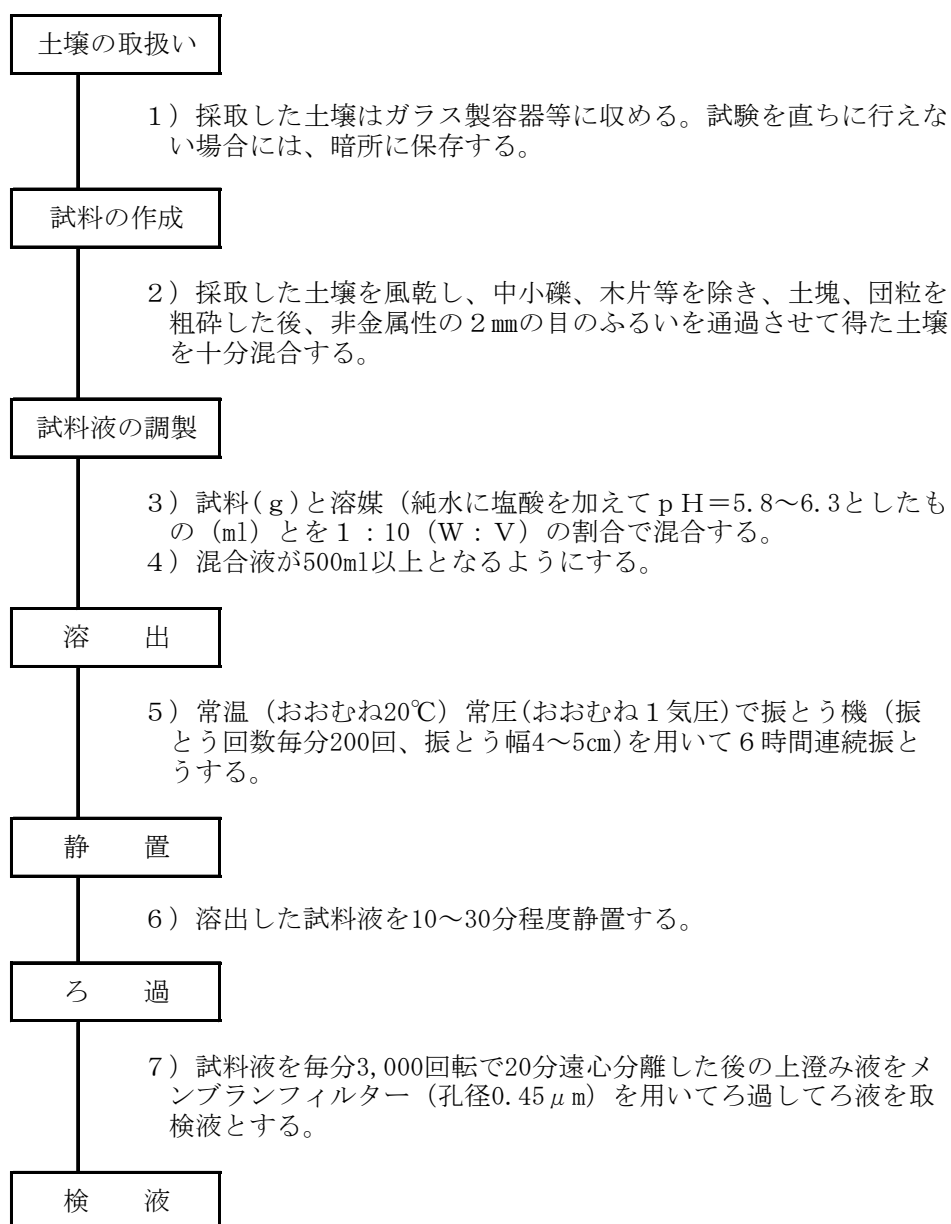 土壌の取扱い
1）採取した土壌はガラス製容器等に収める。試験を直ちに行えな
い場合には、暗所に保存する。
試料の作成
2）採取した土壌を風乾し、中小礫、木片等を除き、土塊、団粒を
粗砕した後、非金属性の２㎜の目のふるいを通過させて得た土壌
を十分混合する。
試料液の調製
3）試料(ｇ)と溶媒（純水に塩酸を加えてｐＨ＝5.8～6.3としたも
の（ml）とを１：10（Ｗ：Ｖ）の割合で混合する。
4）混合液が500ml以上となるようにする。
溶　　出
5）常温（おおむね20℃）常圧(おおむね１気圧)で振とう機（振
とう回数毎分200回、振とう幅4～5㎝)を用いて６時間連続振と
うする。
静　　置
6）溶出した試料液を10～30分程度静置する。
ろ　　過
7）試料液を毎分3,000回転で20分遠心分離した後の上澄み液をメ
ンブランフィルター（孔径0.45μｍ）を用いてろ過してろ液を取
検液とする。
検　　液